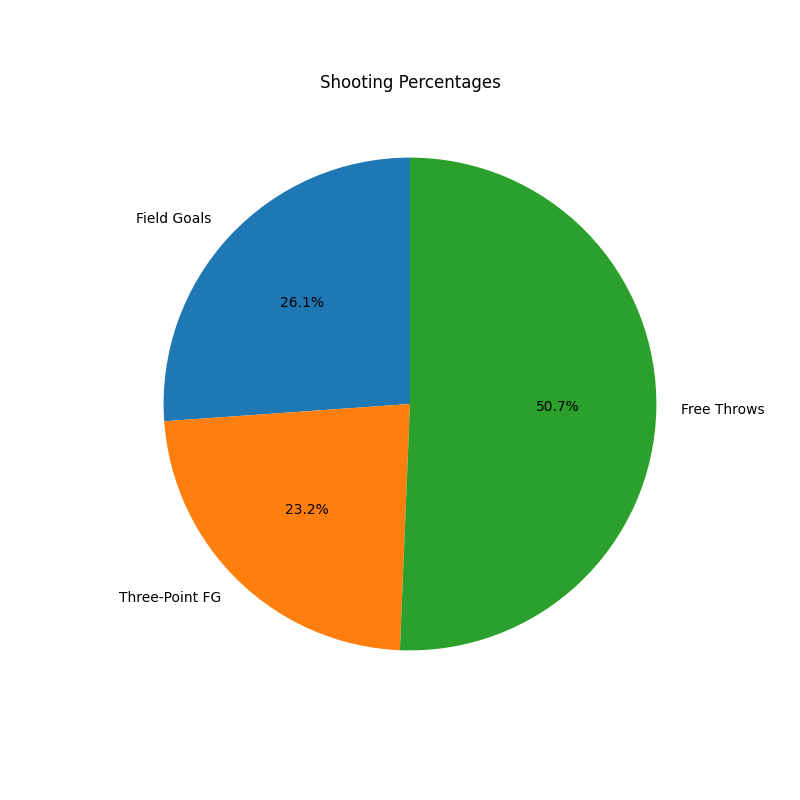 Shooting Percentages
Field Goals
26.1%
50.7%
Free Throws
23.2%
Three-Point FG